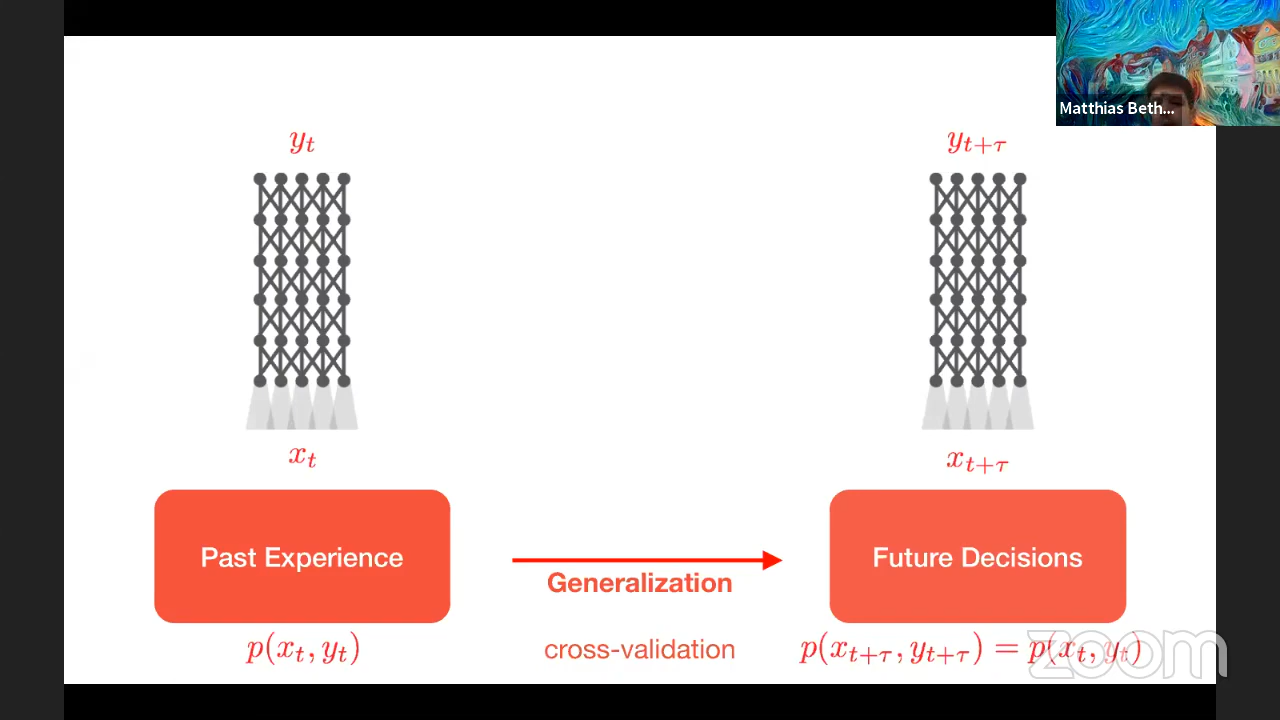 Matthias Beth...
y_t
y_{t+τ}
x_t
x_{t+τ}
Past Experience
Generalization
Future Decisions
p(x_t, y_t)
cross-validation
p(x_{t+τ}, y_{t+τ}) = p(x_t, y_t)
zoom